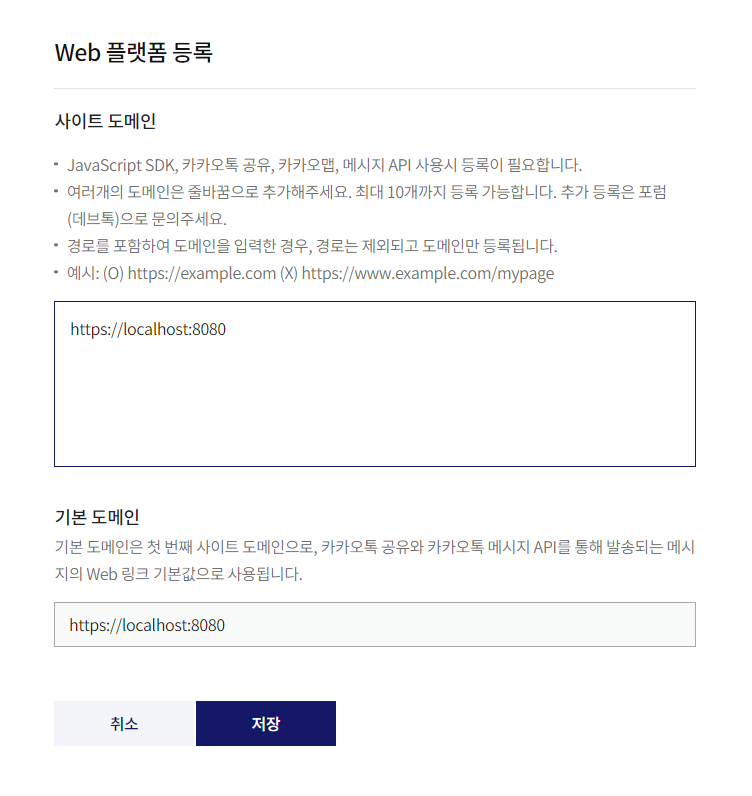 Web 플랫폼 등록
사이트 도메인
▪ JavaScript SDK, 카카오톡 공유, 카카오맵, 메시지 API 사용시 등록이 필요합니다.
▪ 여러개의 도메인은 줄바꿈으로 추가해주세요. 최대 10개까지 등록 가능합니다. 추가 등록은 포럼
(데브톡)으로 문의주세요.
▪ 경로를 포함하여 도메인을 입력한 경우, 경로는 제외되고 도메인만 등록됩니다.
▪ 예시: (O) https://example.com (X) https://www.example.com/mypage
https://localhost:8080
기본 도메인
기본 도메인은 첫 번째 사이트 도메인으로, 카카오톡 공유와 카카오톡 메시지 API를 통해 발송되는 메시
지의 Web 링크 기본값으로 사용됩니다.
https://localhost:8080
취소 저장